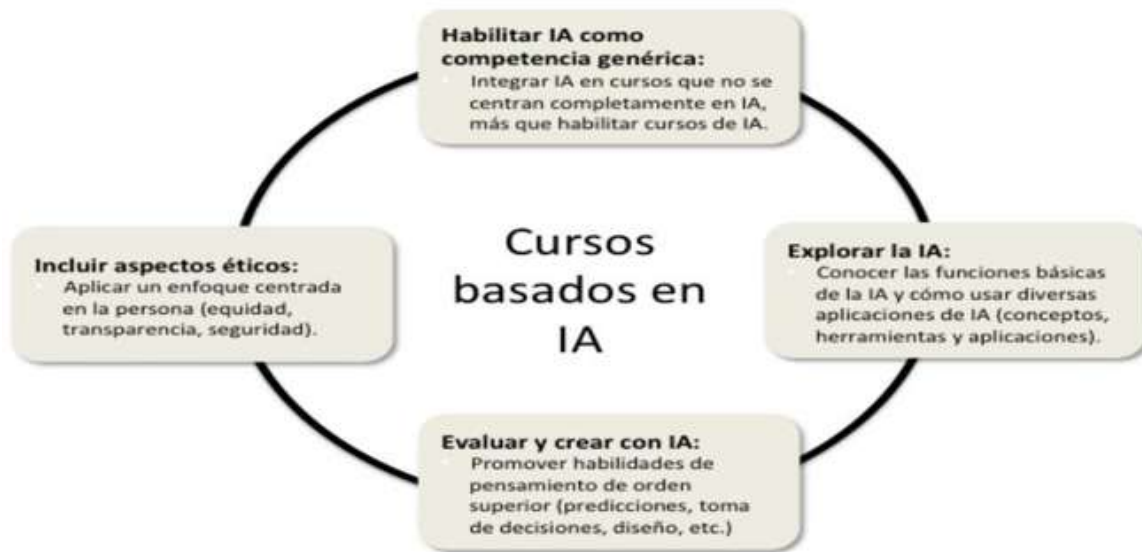 Habilitar IA como
competencia genérica:
Integrar IA en cursos que no se
centran completamente en IA,
más que habilitar cursos de IA.
Incluir aspectos éticos:
Aplicar un enfoque centrada
en la persona (equidad,
transparencia, seguridad).
Cursos
basados en
IA
Explorar la IA:
Conocer las funciones básicas
de la IA y cómo usar diversas
aplicaciones de IA (conceptos,
herramientas y aplicaciones).
Evaluar y crear con IA:
Promover habilidades de
pensamiento de orden
superior (predicciones, toma
de decisiones, diseño, etc.)